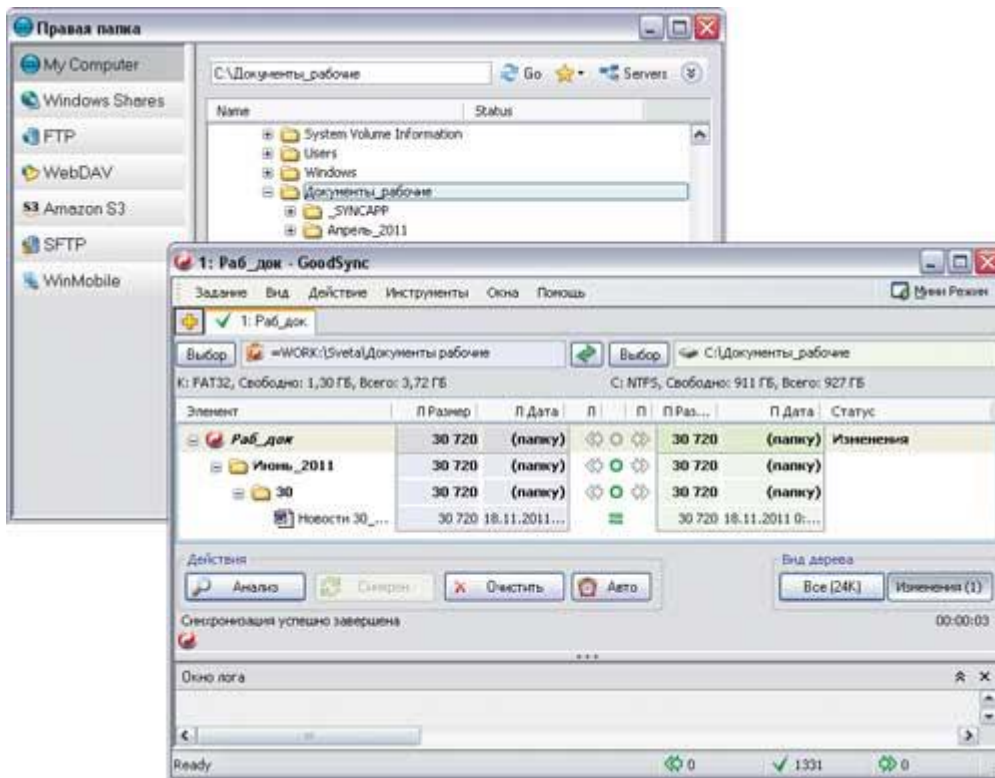 Правая папка
My Computer
Windows Shares
FTP
WebDAV
S3 Amazon S3
SFTP
WinMobile
C:\Документы_рабочие Go Servers
Name Status
System Volume Information
Users
Windows
Документы_рабочие
_SYNCAPP
Апрель_2011
1: Раб_док - GoodSync
Задание Вид Действие Инструменты Окна Помощь Мини Режим
1: Раб_док
Выбор =WORK:\Sveta\Документы рабочие Выбор C:\Документы_рабочие
K: FAT32, Свободно: 1,30 ГБ, Всего: 3,72 ГБ C: NTFS, Свободно: 911 ГБ, Всего: 927 ГБ
Элемент П Размер П Дата Л П П Раз... П Дата Статус
Раб_док 30 720 (папку) 30 720 (папку) Изменения
Июнь_2011 30 720 (папку) 30 720 (папку)
30 30 720 (папку) 30 720 (папку)
Новости 30_... 30 720 18.11.2011... 30 720 18.11.2011 0:...
Действия Вид дерева
Анализ Синхрон Очистить Авто Все [24K] Изменения (1)
Синхронизация успешно завершена 00:00:03
Окно лога
Ready 0 1331 0